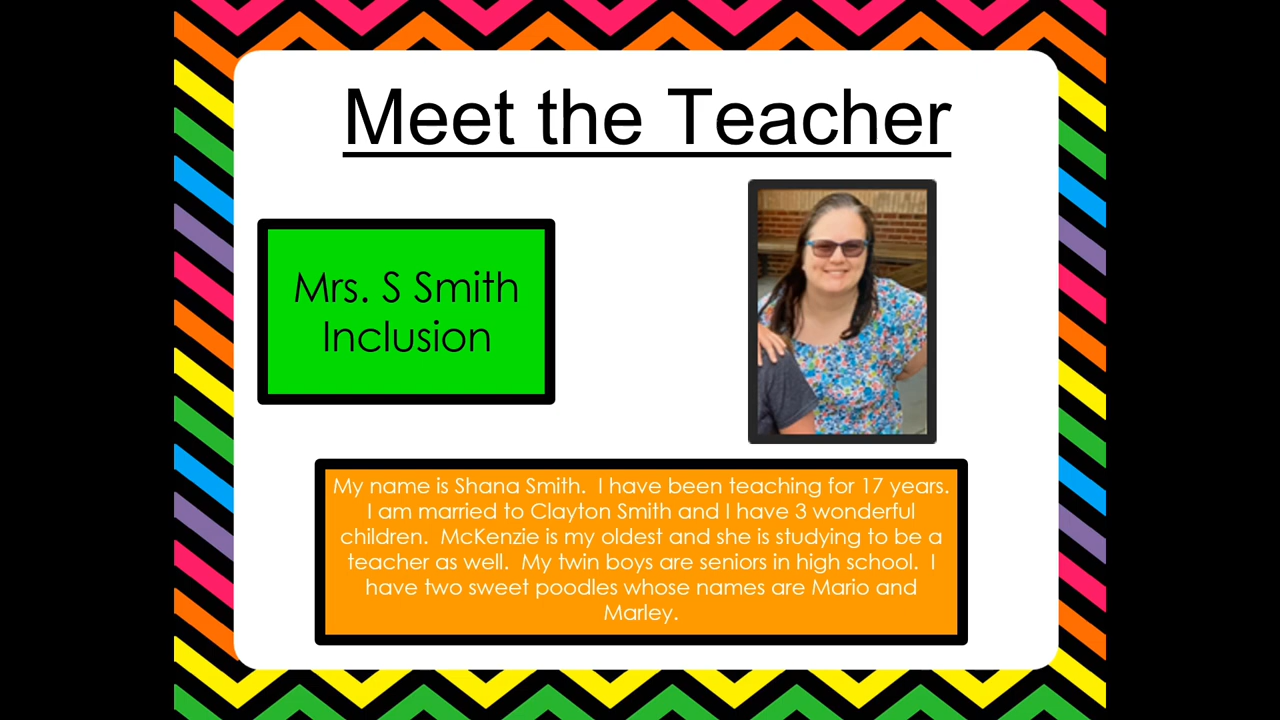 Meet the Teacher
Mrs. S Smith
Inclusion
My name is Shana Smith.  I have been teaching for 17 years.
I am married to Clayton Smith and I have 3 wonderful
children.  McKenzie is my oldest and she is studying to be a
teacher as well.  My twin boys are seniors in high school.  I
have two sweet poodles whose names are Mario and
Marley.